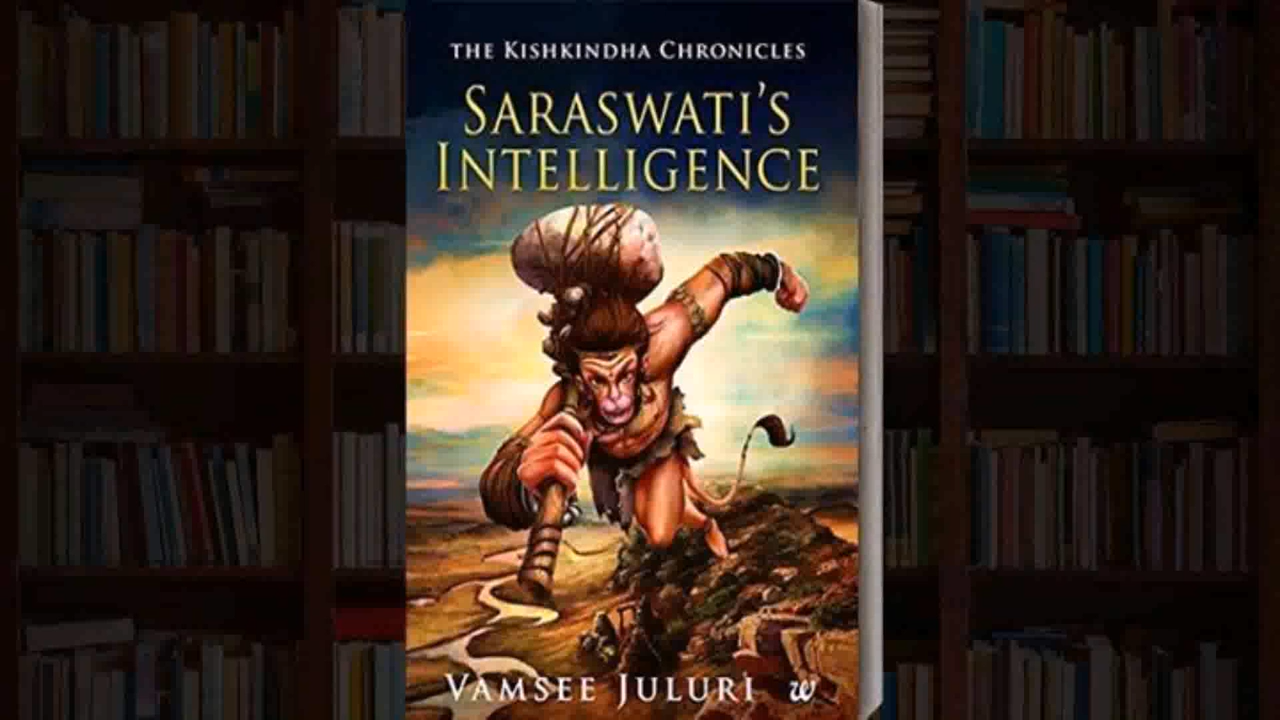 THE KISHKINDHA CHRONICLES
SARASWATI'S
INTELLIGENCE
VAMSEE JULURI w